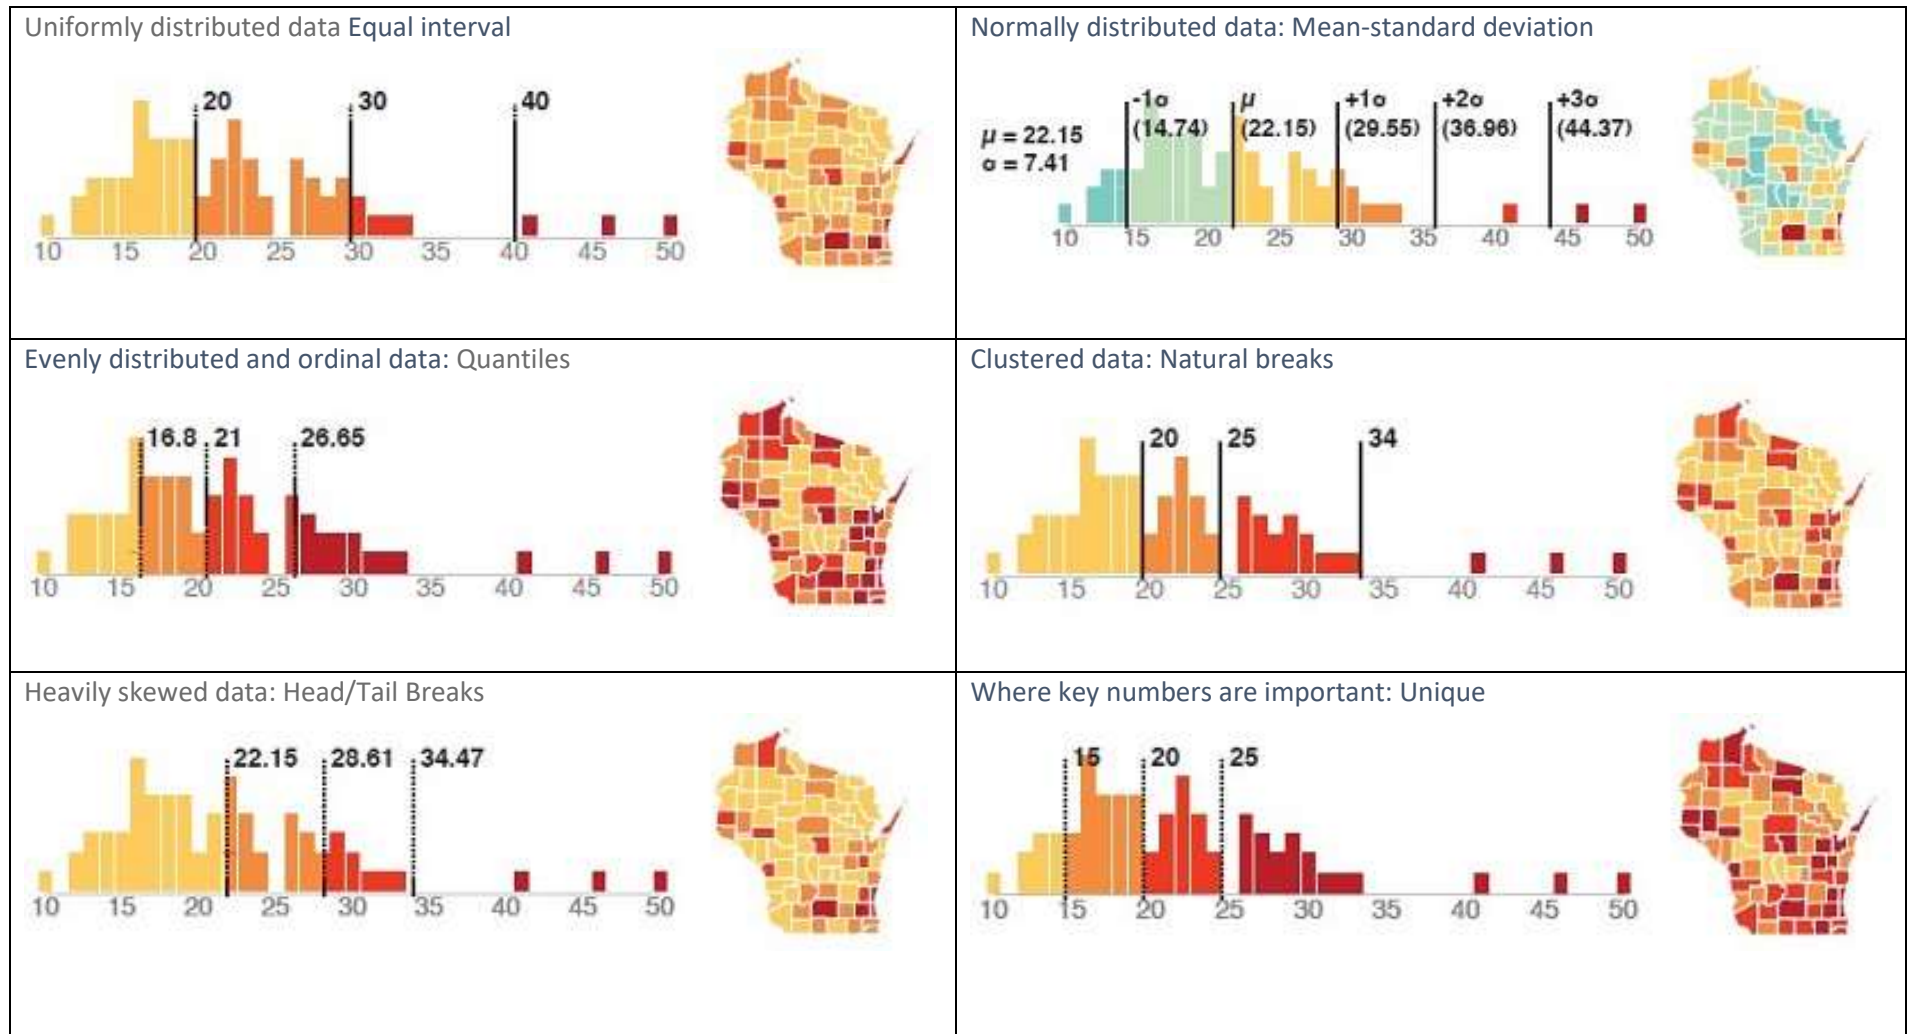 Uniformly distributed data Equal interval
20 30 40
10 15 20 25 30 35 40 45 50
Normally distributed data: Mean-standard deviation
-1σ μ +1σ +2σ +3σ
(14.74) (22.15) (29.55) (36.96) (44.37)
μ = 22.15
σ = 7.41
10 15 20 25 30 35 40 45 50
Evenly distributed and ordinal data: Quantiles
16.8 21 26.65
10 15 20 25 30 35 40 45 50
Clustered data: Natural breaks
20 25 34
10 15 20 25 30 35 40 45 50
Heavily skewed data: Head/Tail Breaks
22.15 28.61 34.47
10 15 20 25 30 35 40 45 50
Where key numbers are important: Unique
15 20 25
10 15 20 25 30 35 40 45 50